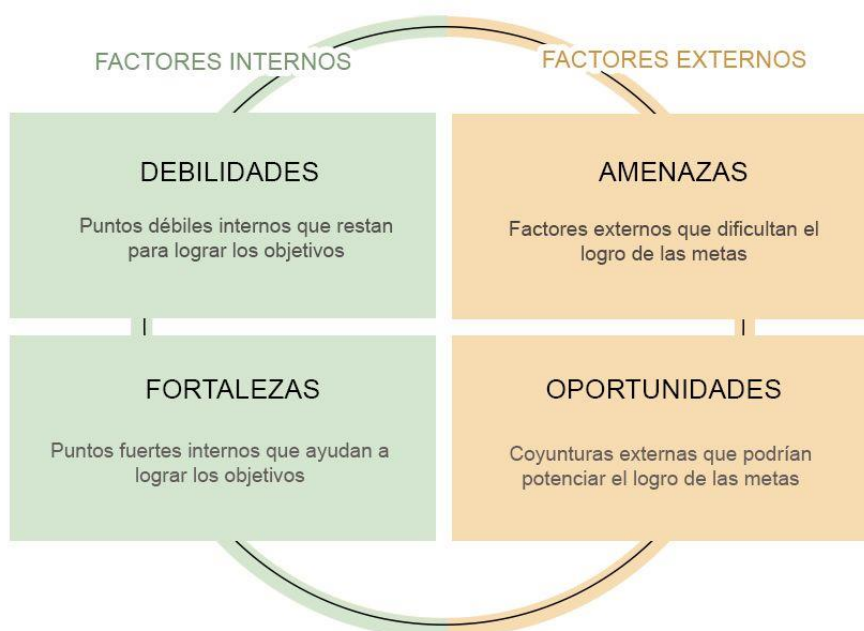 FACTORES INTERNOS
FACTORES EXTERNOS
DEBILIDADES
Puntos débiles internos que restan
para lograr los objetivos
AMENAZAS
Factores externos que dificultan el
logro de las metas
FORTALEZAS
Puntos fuertes internos que ayudan a
lograr los objetivos
OPORTUNIDADES
Coyunturas externas que podrían
potenciar el logro de las metas